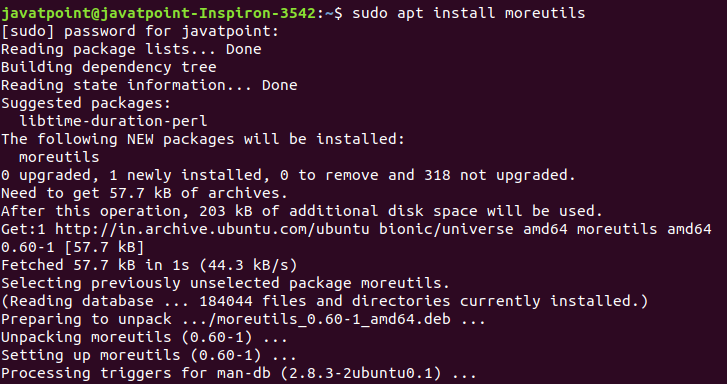 javatpoint@javatpoint-Inspiron-3542:~$ sudo apt install moreutils
[sudo] password for javatpoint:
Reading package lists... Done
Building dependency tree
Reading state information... Done
Suggested packages:
  libtime-duration-perl
The following NEW packages will be installed:
  moreutils
0 upgraded, 1 newly installed, 0 to remove and 318 not upgraded.
Need to get 57.7 kB of archives.
After this operation, 203 kB of additional disk space will be used.
Get:1 http://in.archive.ubuntu.com/ubuntu bionic/universe amd64 moreutils amd64
0.60-1 [57.7 kB]
Fetched 57.7 kB in 1s (44.3 kB/s)
Selecting previously unselected package moreutils.
(Reading database ... 184044 files and directories currently installed.)
Preparing to unpack .../moreutils_0.60-1_amd64.deb ...
Unpacking moreutils (0.60-1) ...
Setting up moreutils (0.60-1) ...
Processing triggers for man-db (2.8.3-2ubuntu0.1) ...